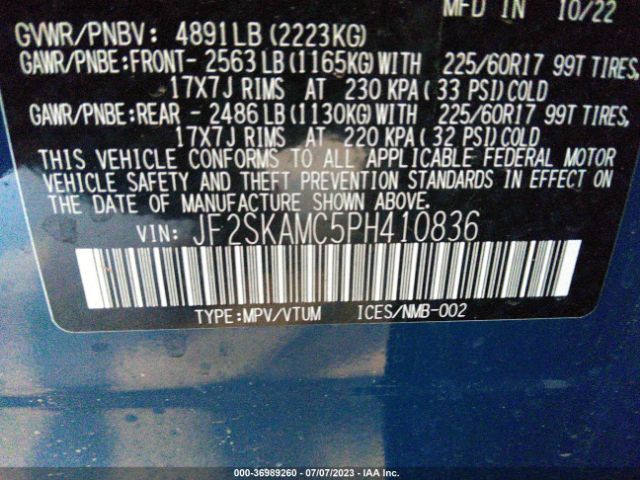 MFD IN 10/22
GVWR/PNBV: 4891LB (2223KG)
GAWR/PNBE:FRONT- 2563LB(1165KG)WITH 225/60R17 99T TIRES,
17X7J RIMS AT 230 KPA( 33 PSI)COLD
GAWR/PNBE:REAR - 2486LB(1130KG)WITH 225/60R17 99T TIRES,
17X7J RIMS AT 220 KPA( 32 PSI)COLD
THIS VEHICLE CONFORMS TO ALL APPLICABLE FEDERAL MOTOR
VEHICLE SAFETY AND THEFT PREVENTION STANDARDS IN EFFECT ON
THE DATE OF MANUFACTURE SHOWN ABOVE.
VIN: JF2SKAMC5PH410836
TYPE:MPV/VTUM ICES/NMB-002
000-36989260 - 07/07/2023 - IAA Inc.